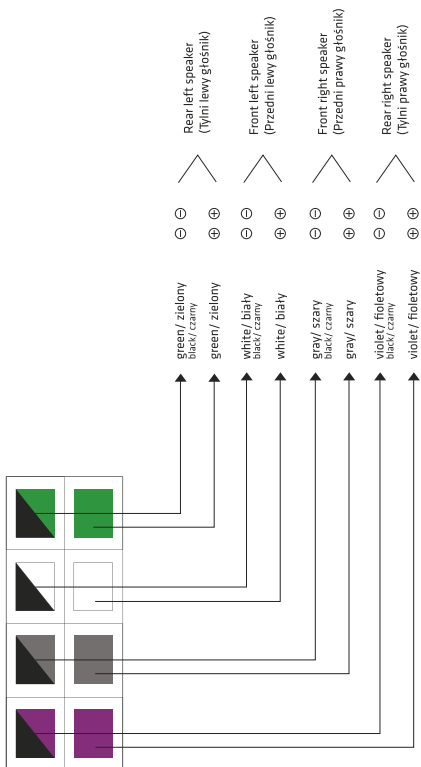 Rear left speaker
(Tylni lewy głośnik)
Front left speaker
(Przedni lewy głośnik)
Front right speaker
(Przedni prawy głośnik)
Rear right speaker
(Tylni prawy głośnik)
⊖ ⊕ ⊖ ⊕ ⊖ ⊕ ⊖ ⊕
⊖ ⊕ ⊖ ⊕ ⊖ ⊕ ⊖ ⊕
green/ zielony
black/ czarny
green/ zielony
white/ biały
black/ czarny
white/ biały
gray/ szary
black/ czarny
gray/ szary
violet/ fioletowy
black/ czarny
violet/ fioletowy